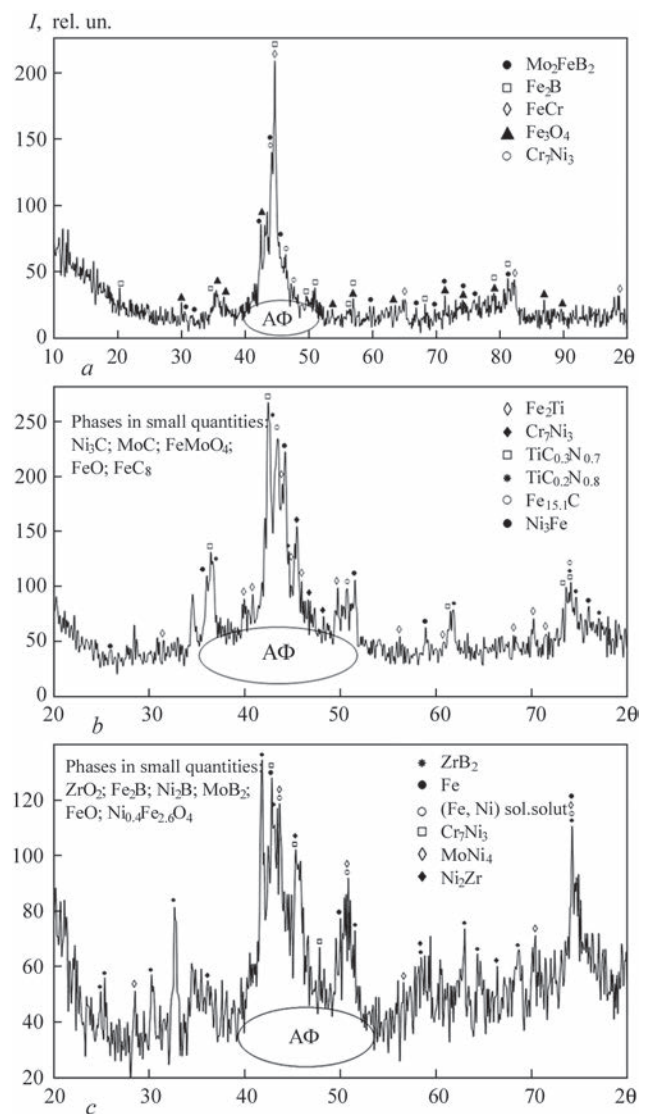 I, rel. un.
200
150
100
50
0
Mo₂FeB₂
Fe₂B
FeCr
Fe₃O₄
Cr₇Ni₃
АФ
10 20 30 40 50 60 70 80 90 2θ
a
250
200
150
100
50
0
Phases in small quantities:
Ni₃C; MoC; FeMoO₄;
FeO; FeC₈
Fe₂Ti
Cr₇Ni₃
TiC₀.₃N₀.₇
TiC₀.₂N₀.₈
Fe₁₅.₁C
Ni₃Fe
АФ
20 30 40 50 60 70 2θ
b
120
100
80
60
40
20
Phases in small quantities:
ZrO₂; Fe₂B; Ni₂B; MoB₂;
FeO; Ni₀.₄Fe₂.₆O₄
ZrB₂
Fe
(Fe, Ni) sol.solut
Cr₇Ni₃
MoNi₄
Ni₂Zr
АФ
20 30 40 50 60 70 2θ
c